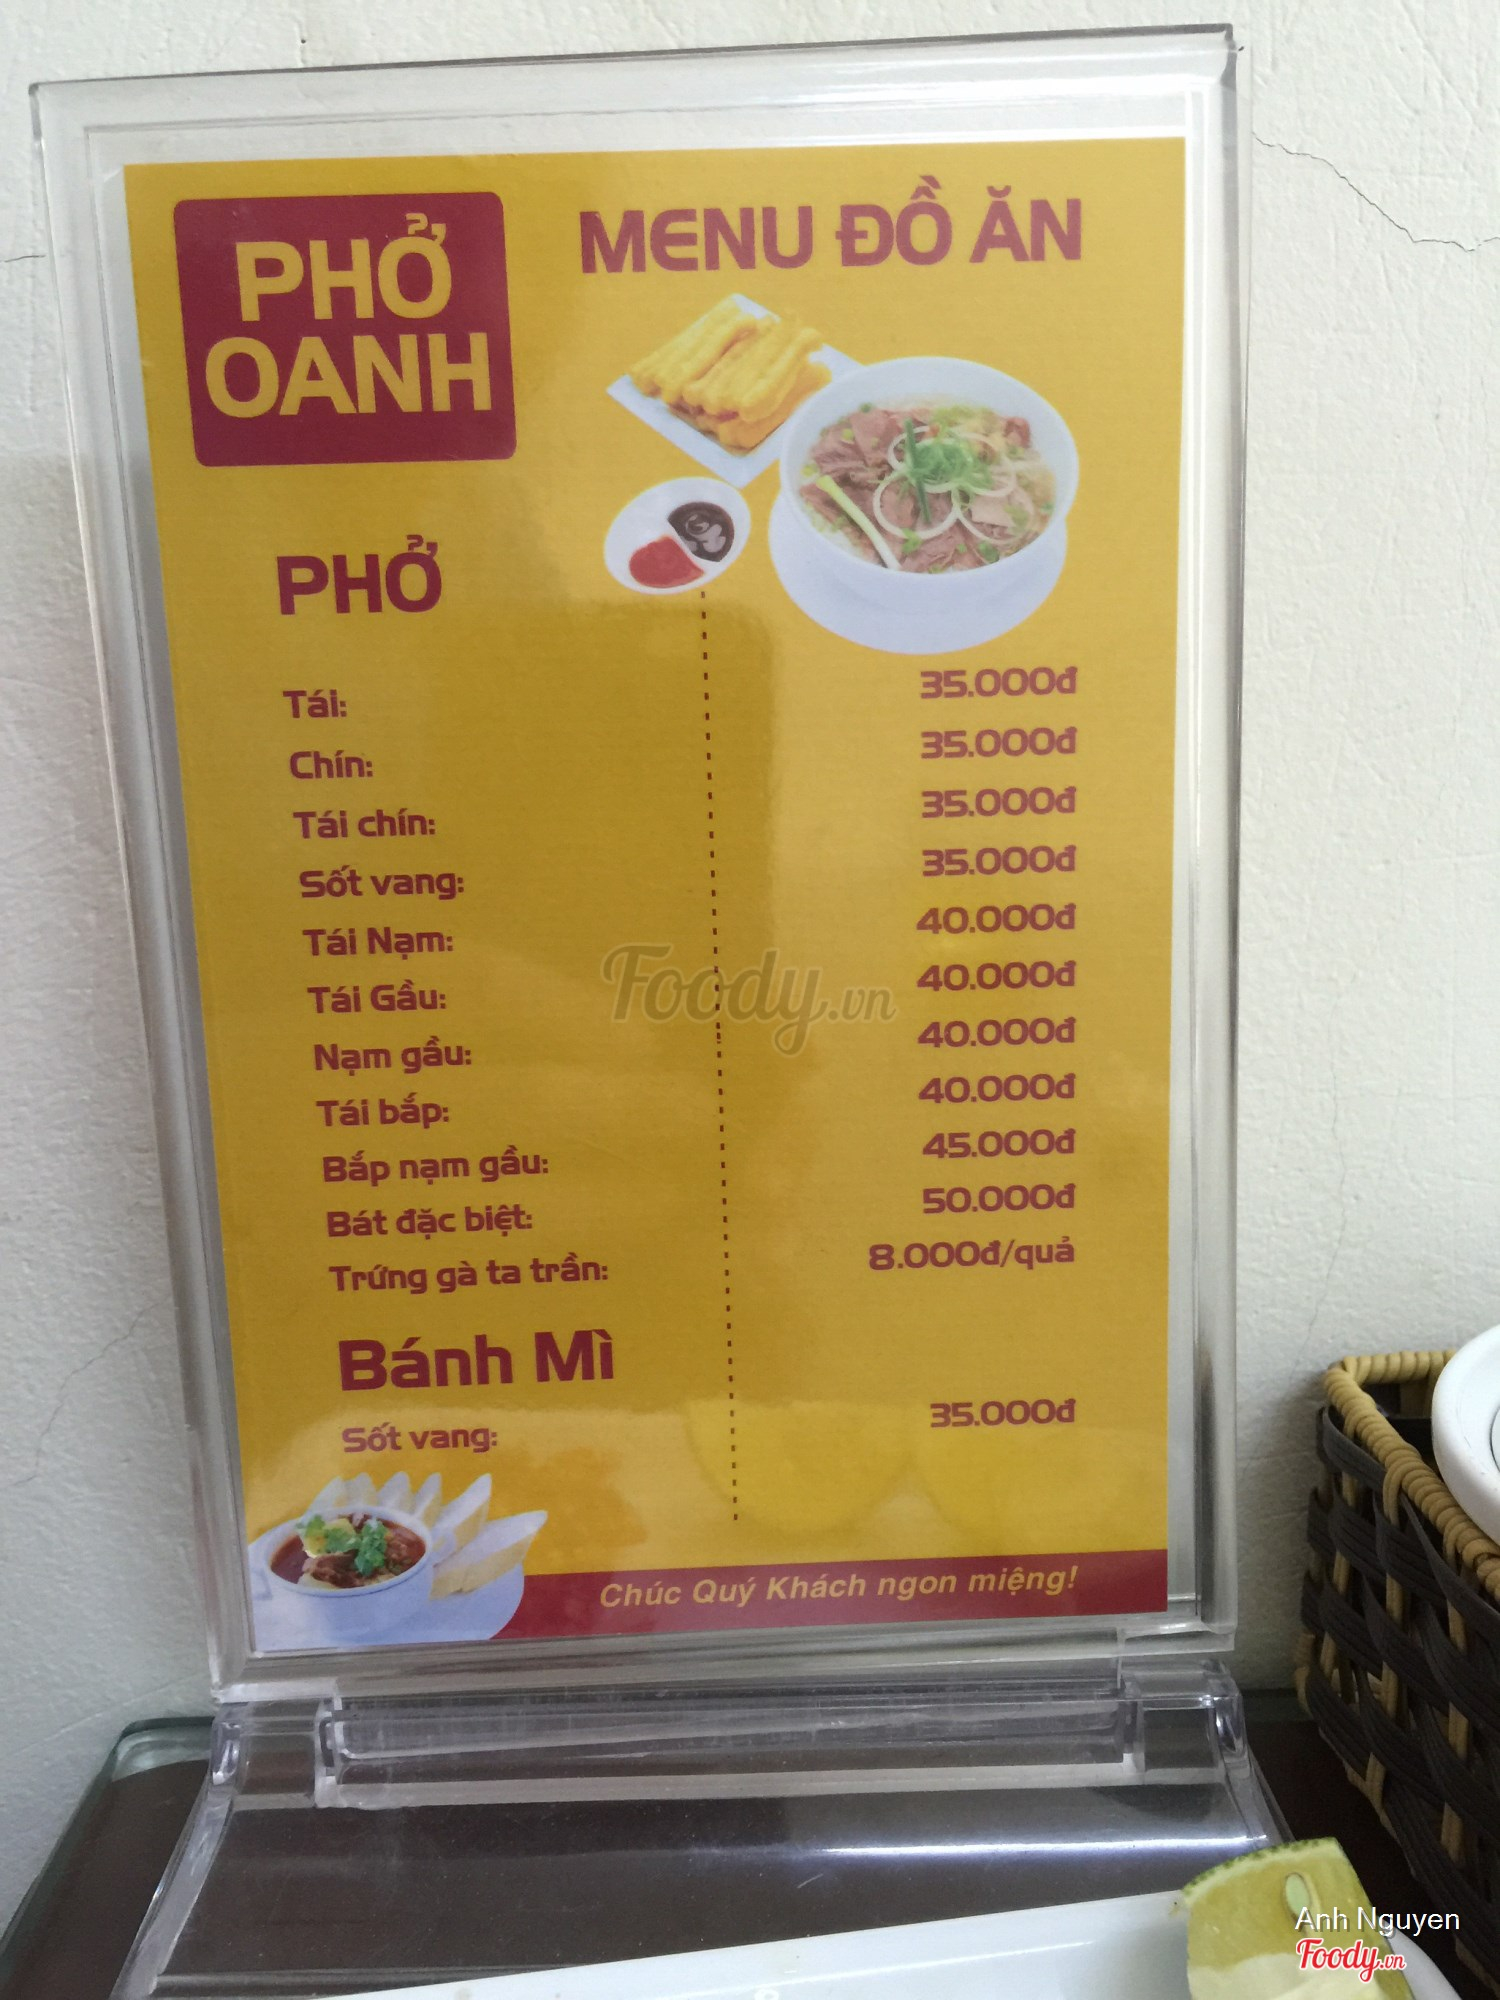 PHỞ
OANH
MENU ĐỒ ĂN
PHỞ
Tái: 35.000đ
Chín: 35.000đ
Tái chín: 35.000đ
Sốt vang: 35.000đ
Tái Nạm: 40.000đ
Tái Gầu: 40.000đ
Nạm gầu: 40.000đ
Tái bắp: 40.000đ
Bắp nạm gầu: 45.000đ
Bát đặc biệt: 50.000đ
Trứng gà ta trần: 8.000đ/quả
Bánh Mì
Sốt vang: 35.000đ
Chúc Quý Khách ngon miệng!
Foody.vn
Anh Nguyen
Foody.vn